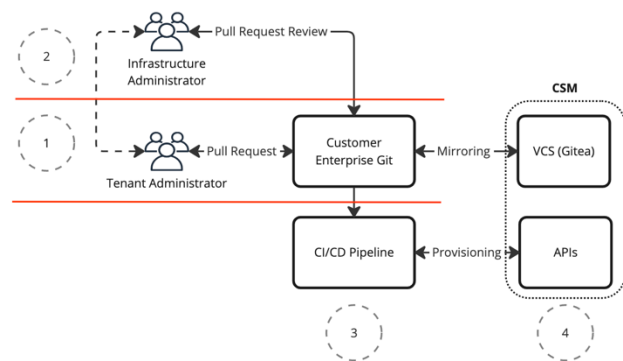 2
Infrastructure
Administrator
Pull Request Review
CSM
1
Tenant Administrator
Pull Request
Customer
Enterprise Git
Mirroring
VCS (Gitea)
CI/CD Pipeline
Provisioning
APIs
3
4